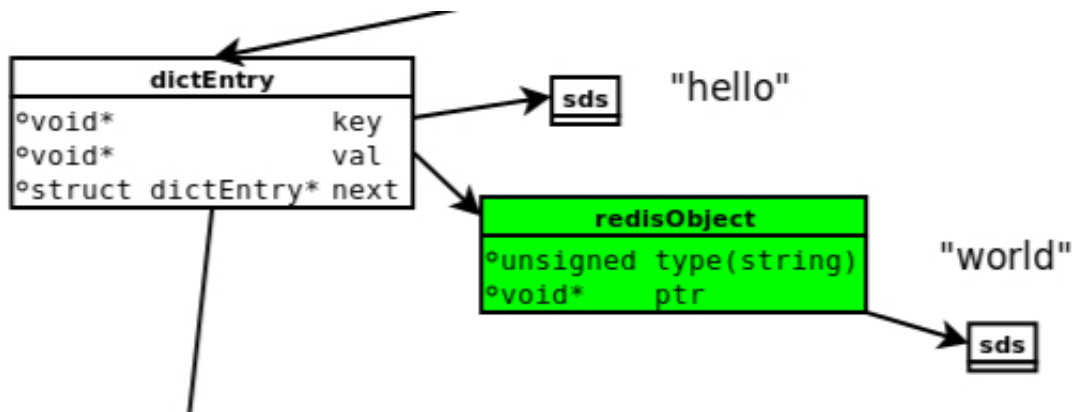 dictEntry
°void* key
°void* val
°struct dictEntry* next
sds
"hello"
redisObject
°unsigned type(string)
°void* ptr
"world"
sds